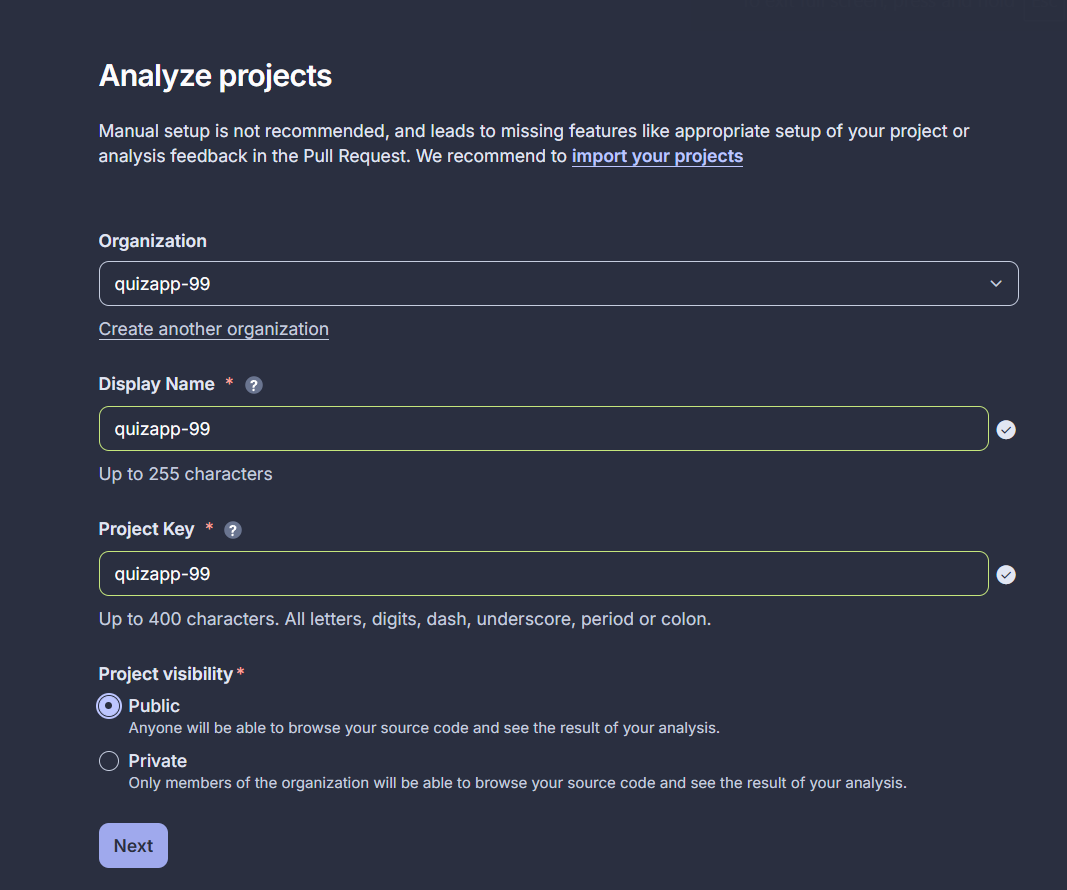 Analyze projects
Manual setup is not recommended, and leads to missing features like appropriate setup of your project or
analysis feedback in the Pull Request. We recommend to import your projects
Organization
quizapp-99
Create another organization
Display Name * ?
quizapp-99
Up to 255 characters
Project Key * ?
quizapp-99
Up to 400 characters. All letters, digits, dash, underscore, period or colon.
Project visibility*
Public
Anyone will be able to browse your source code and see the result of your analysis.
Private
Only members of the organization will be able to browse your source code and see the result of your analysis.
Next